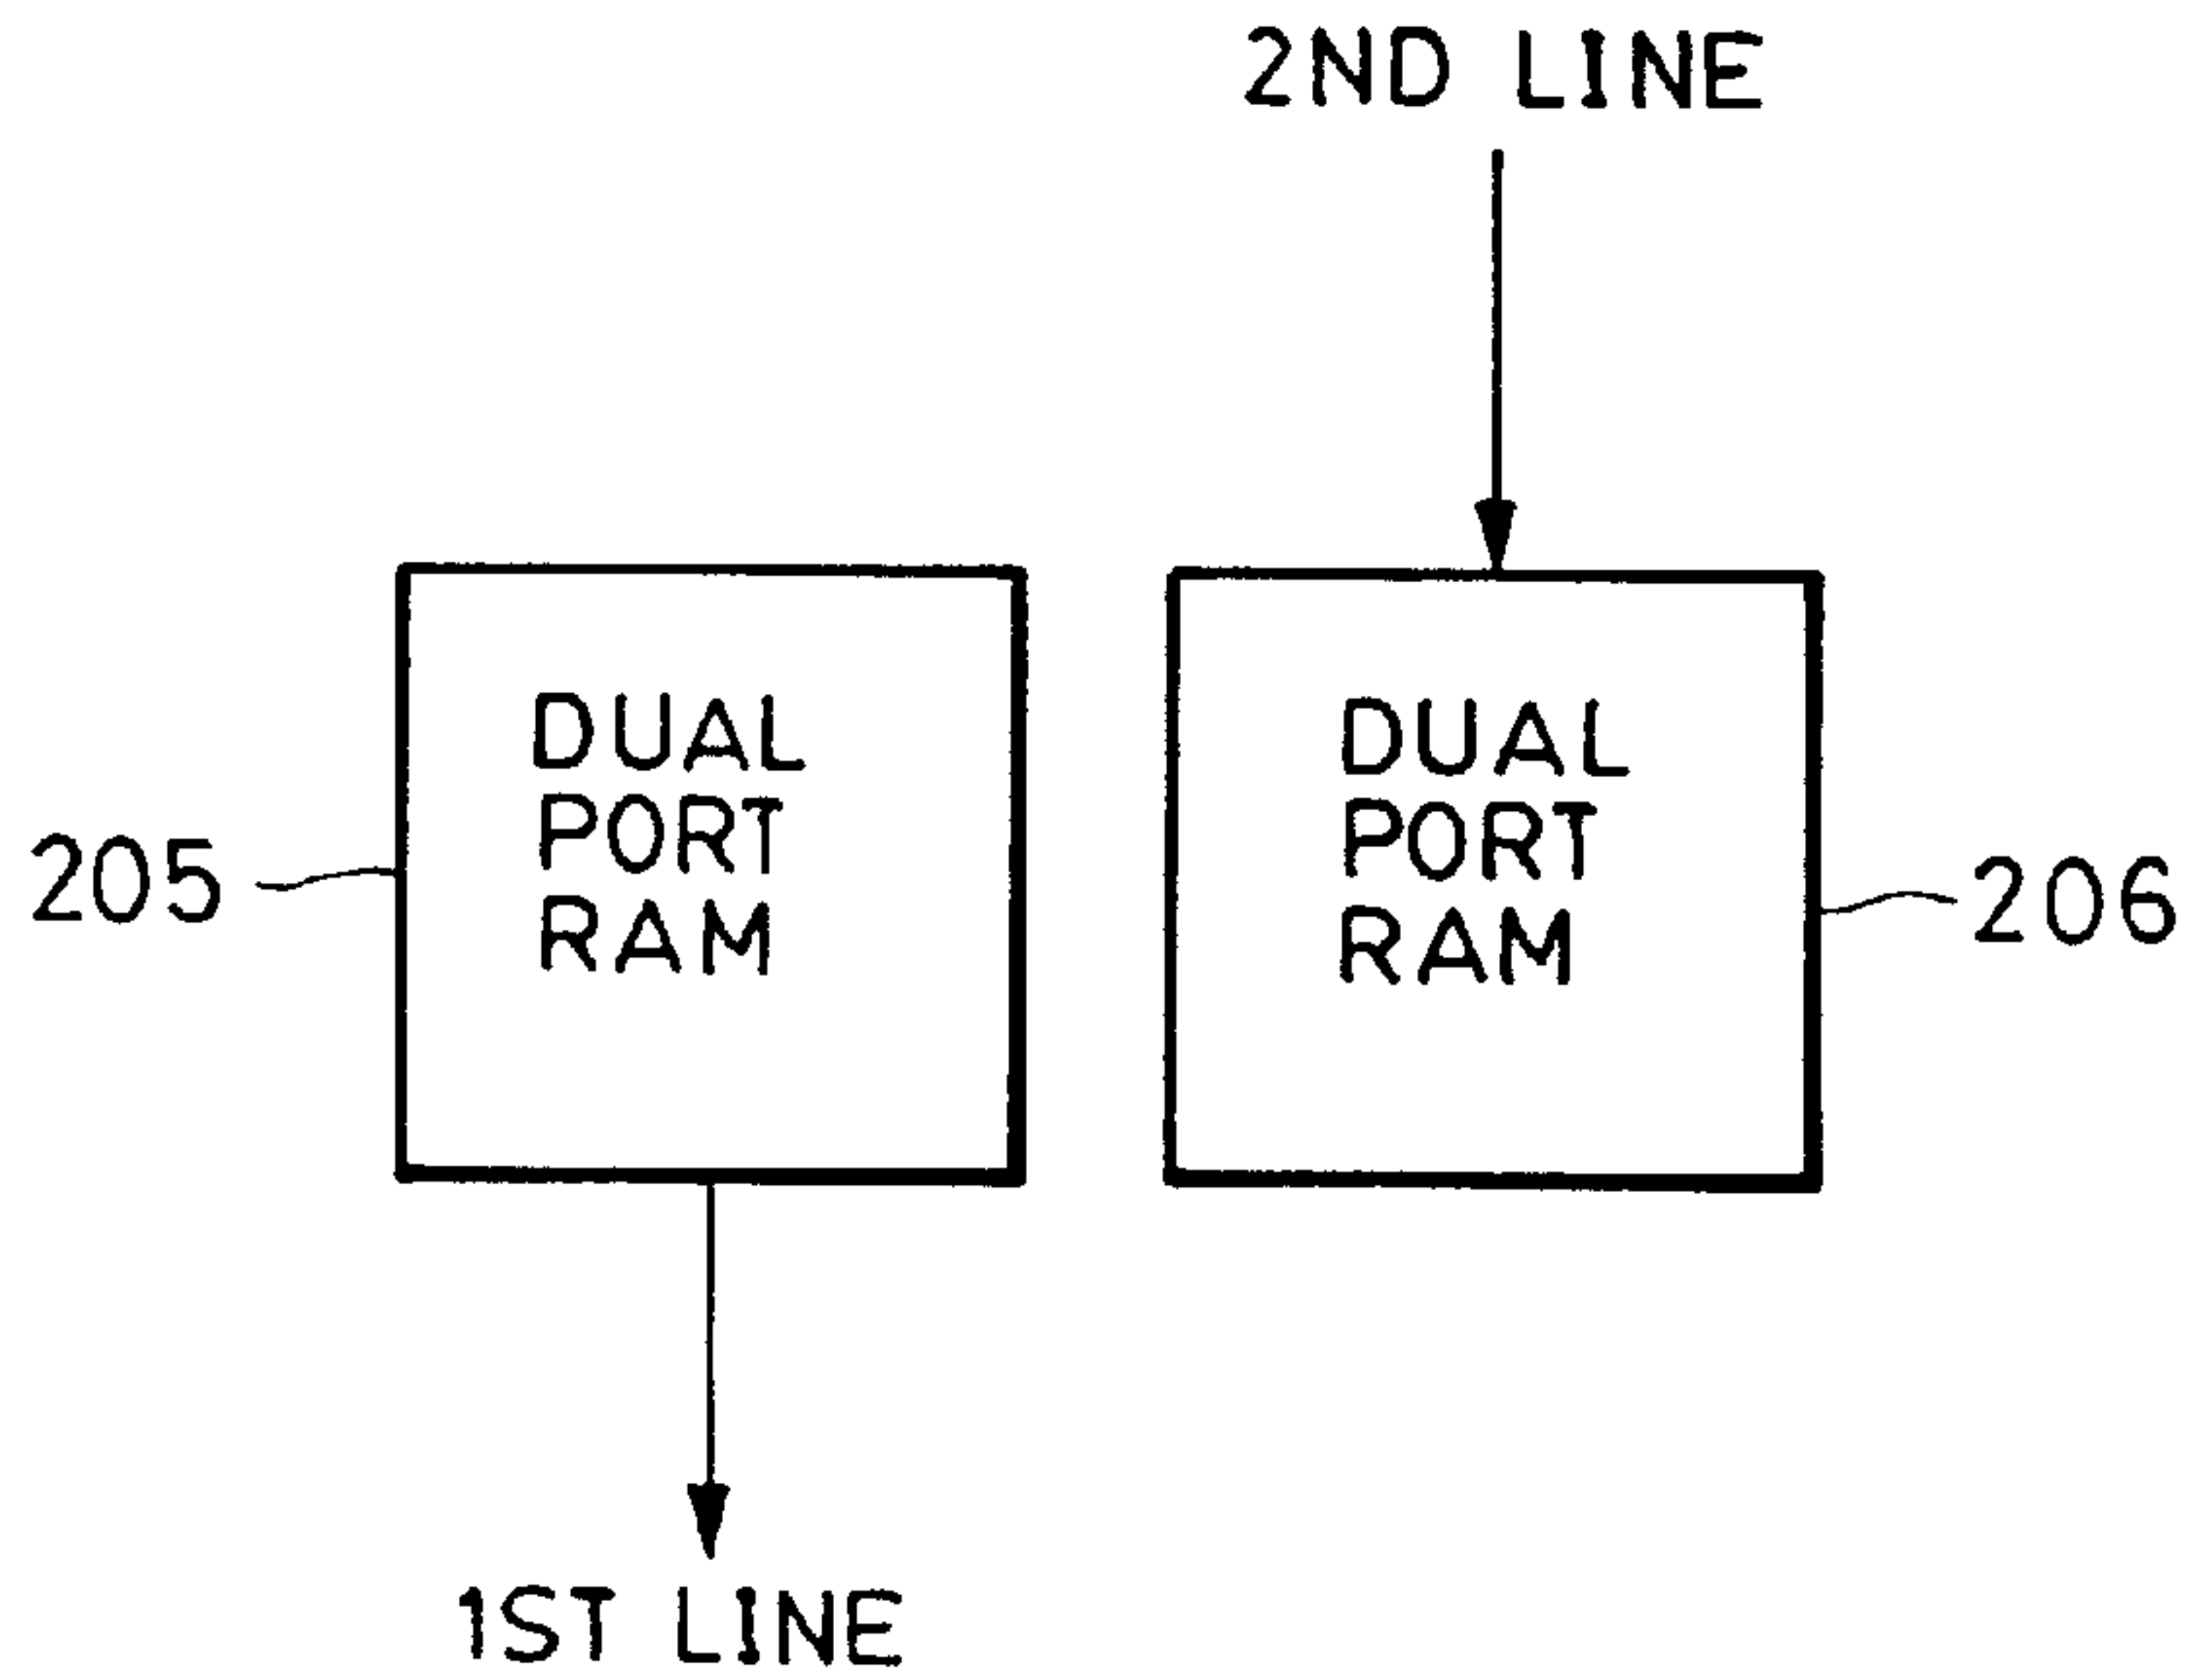 2ND LINE
DUAL
PORT
RAM
205
DUAL
PORT
RAM
206
1ST LINE